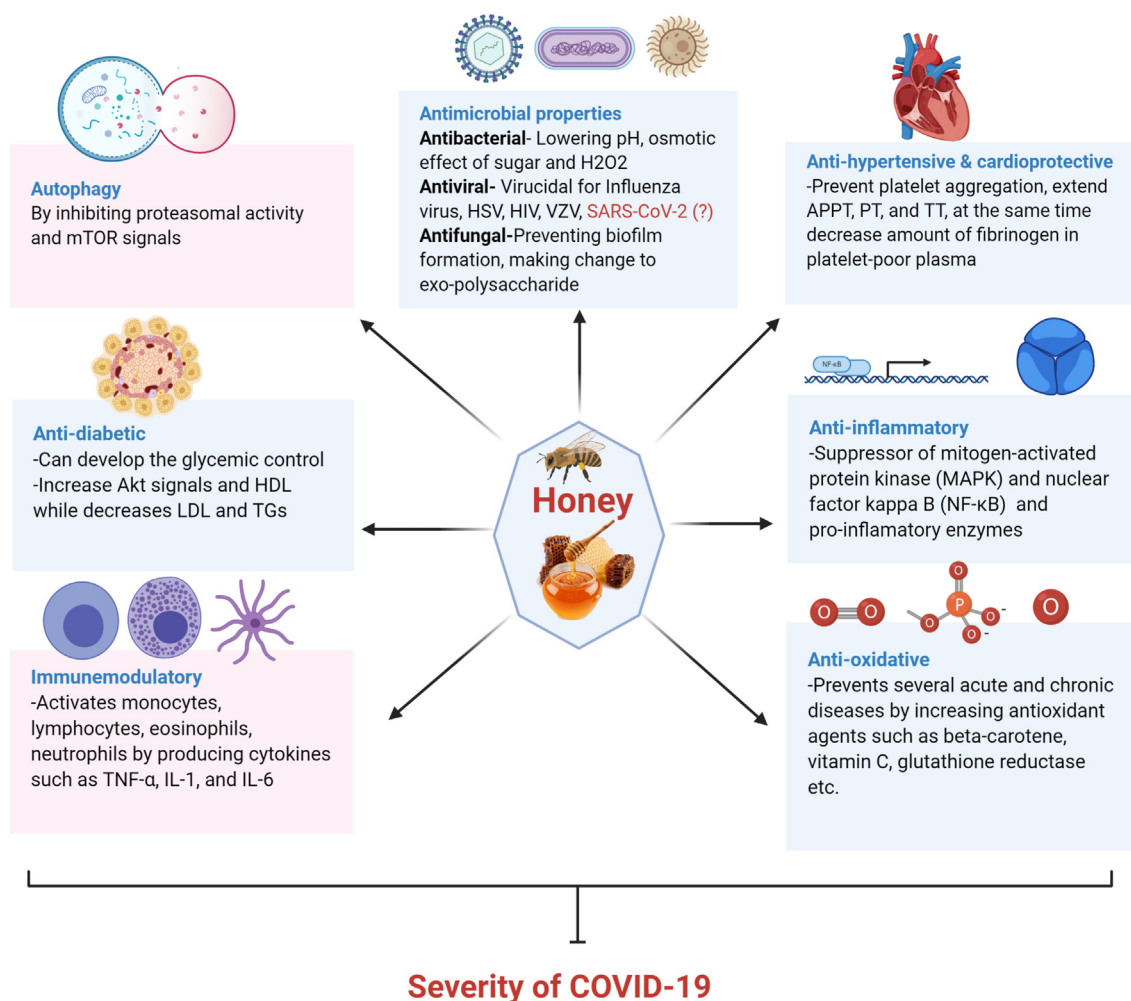 Antimicrobial properties
Antibacterial- Lowering pH, osmotic
effect of sugar and H2O2
Antiviral- Virucidal for Influenza
virus, HSV, HIV, VZV, SARS-CoV-2 (?)
Antifungal-Preventing biofilm
formation, making change to
exo-polysaccharide
Autophagy
By inhibiting proteasomal activity
and mTOR signals
Anti-hypertensive & cardioprotective
-Prevent platelet aggregation, extend
APPT, PT, and TT, at the same time
decrease amount of fibrinogen in
platelet-poor plasma
Anti-diabetic
-Can develop the glycemic control
-Increase Akt signals and HDL
while decreases LDL and TGs
Honey
NF-κB
Anti-inflammatory
-Suppressor of mitogen-activated
protein kinase (MAPK) and nuclear
factor kappa B (NF-κB) and
pro-inflamatory enzymes
Immunemodulatory
-Activates monocytes,
lymphocytes, eosinophils,
neutrophils by producing cytokines
such as TNF-α, IL-1, and IL-6
O O
O
P
O
O
O
-
-
O
Anti-oxidative
-Prevents several acute and chronic
diseases by increasing antioxidant
agents such as beta-carotene,
vitamin C, glutathione reductase
etc.
Severity of COVID-19